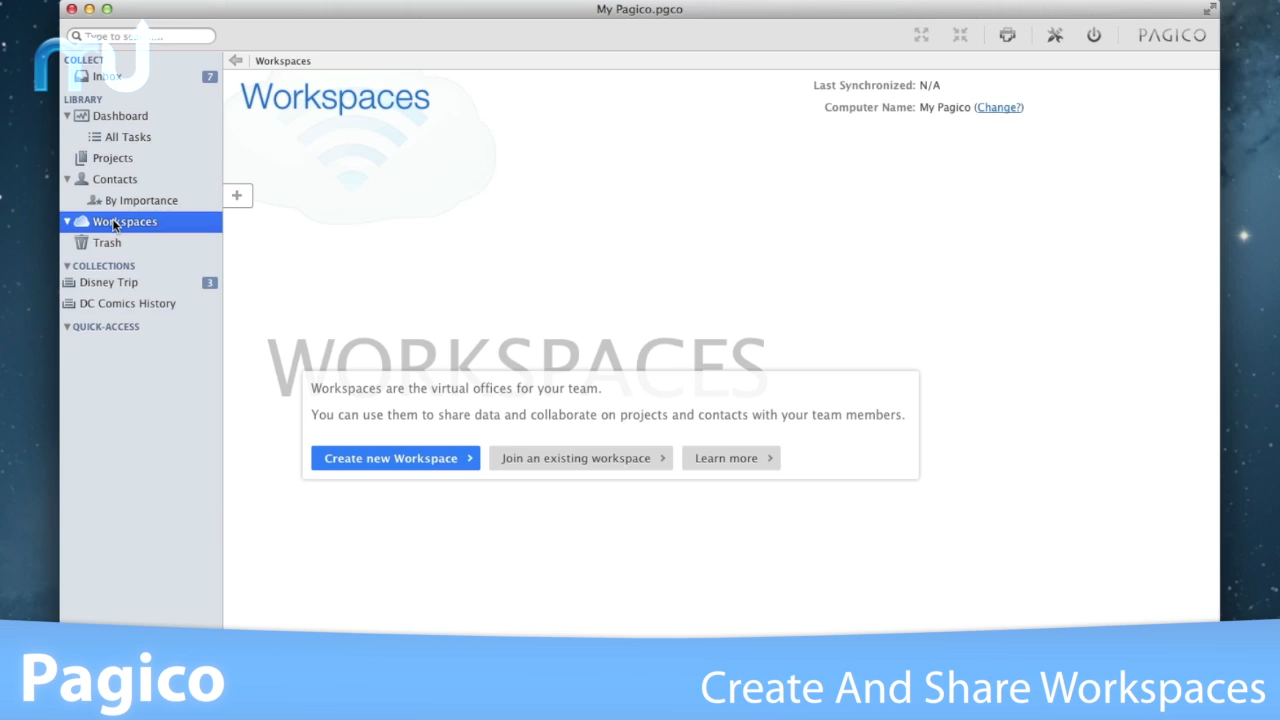 My Pagico.pgco
PAGICO
COLLECT
Inbox 7
LIBRARY
Dashboard
All Tasks
Projects
Contacts
By Importance
Workspaces
Trash
COLLECTIONS
Disney Trip 3
DC Comics History
QUICK-ACCESS
Workspaces
Workspaces
Last Synchronized: N/A
Computer Name: My Pagico (Change?)
WORKSPACES
Workspaces are the virtual offices for your team.
You can use them to share data and collaborate on projects and contacts with your team members.
Create new Workspace
Join an existing workspace
Learn more
Pagico
Create And Share Workspaces